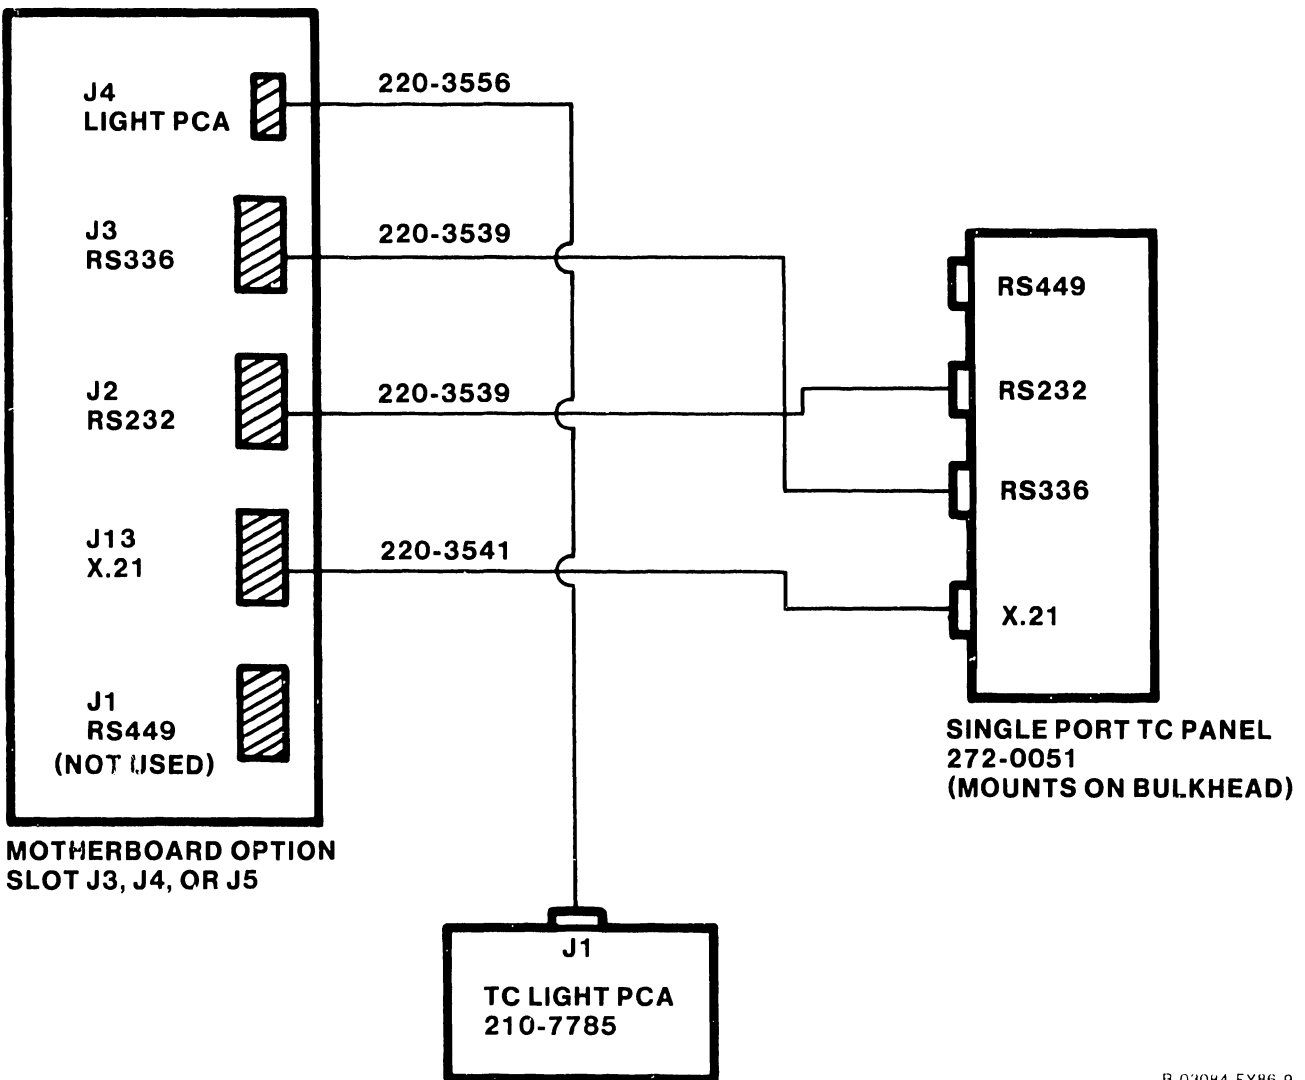 J4
LIGHT PCA
220-3556
J3
RS336
220-3539
J2
RS232
220-3539
J13
X.21
220-3541
J1
RS449
(NOT USED)
MOTHERBOARD OPTION
SLOT J3, J4, OR J5
RS449
RS232
RS336
X.21
SINGLE PORT TC PANEL
272-0051
(MOUNTS ON BULKHEAD)
J1
TC LIGHT PCA
210-7785